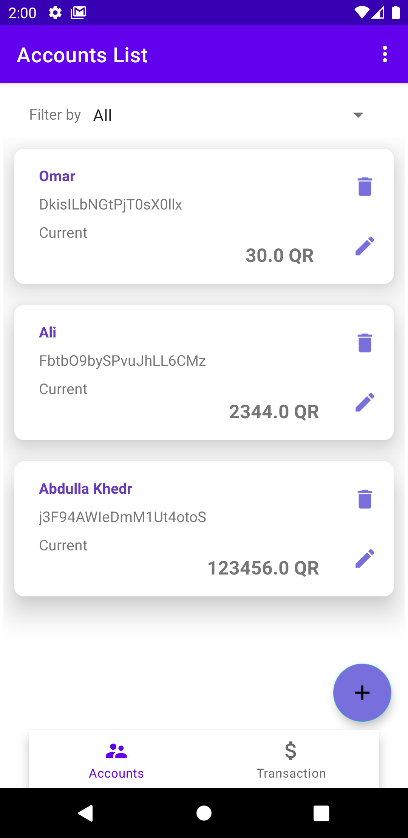 2:00
Accounts List
Filter by All
Omar
DkisILbNGtPjT0sX0Ilx
Current
30.0 QR
Ali
FbtbO9bySPvuJhLL6CMz
Current
2344.0 QR
Abdulla Khedr
j3F94AWIeDmM1Ut4otoS
Current
123456.0 QR
Accounts
Transaction